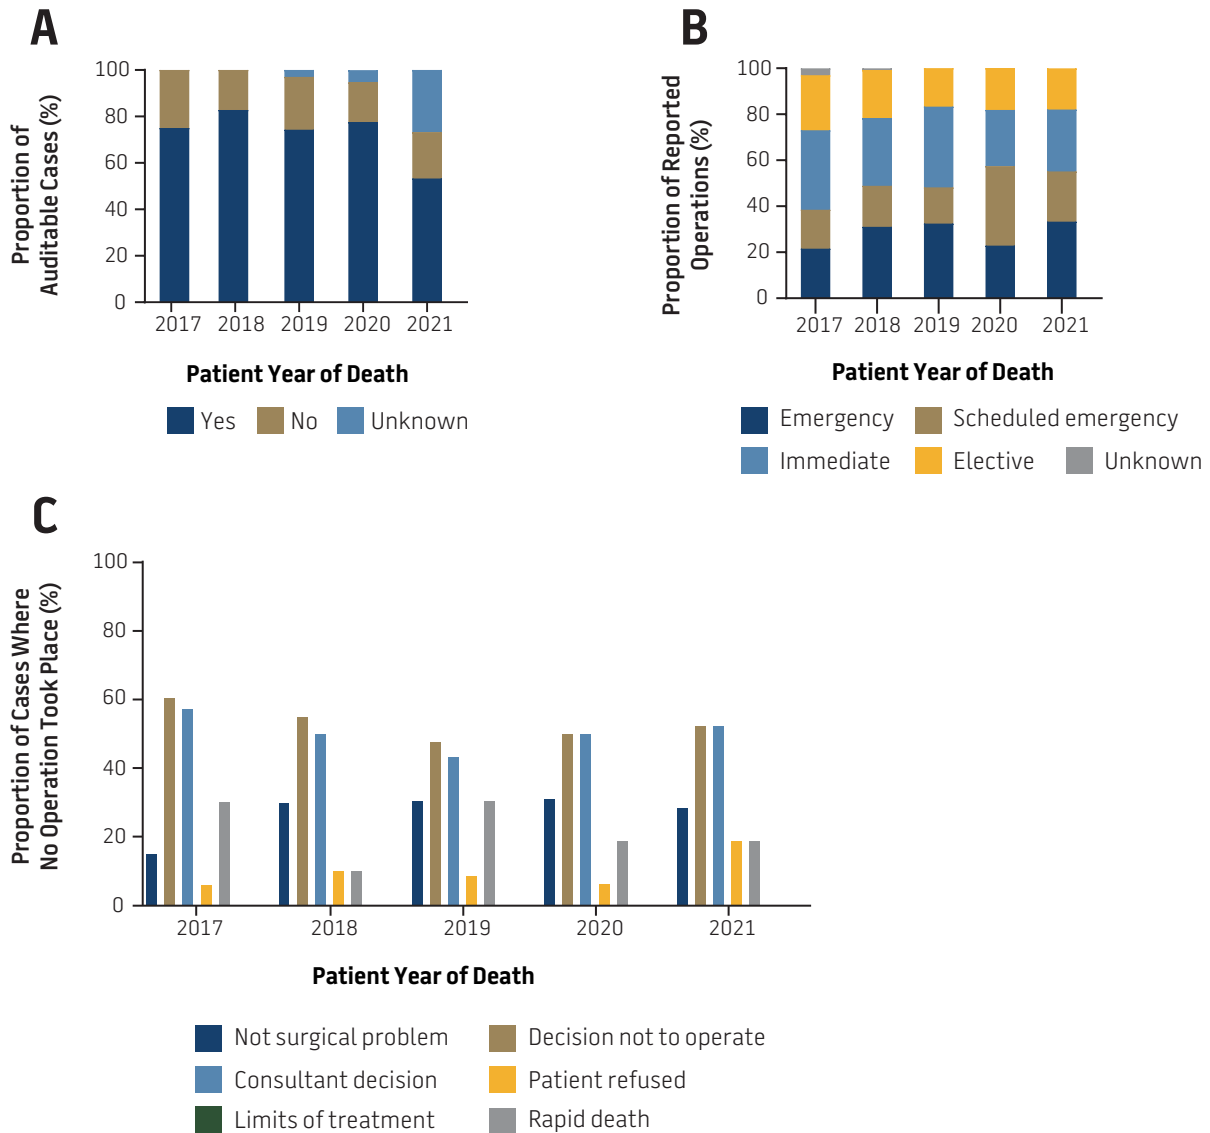 A
Proportion of
Auditable Cases (%)
100
80
60
40
20
0
2017 2018 2019 2020 2021
Patient Year of Death
Yes No Unknown
B
Proportion of Reported
Operations (%)
100
80
60
40
20
0
2017 2018 2019 2020 2021
Patient Year of Death
Emergency Scheduled emergency
Immediate Elective Unknown
C
Proportion of Cases Where
No Operation Took Place (%)
100
80
60
40
20
0
2017 2018 2019 2020 2021
Patient Year of Death
Not surgical problem Decision not to operate
Consultant decision Patient refused
Limits of treatment Rapid death